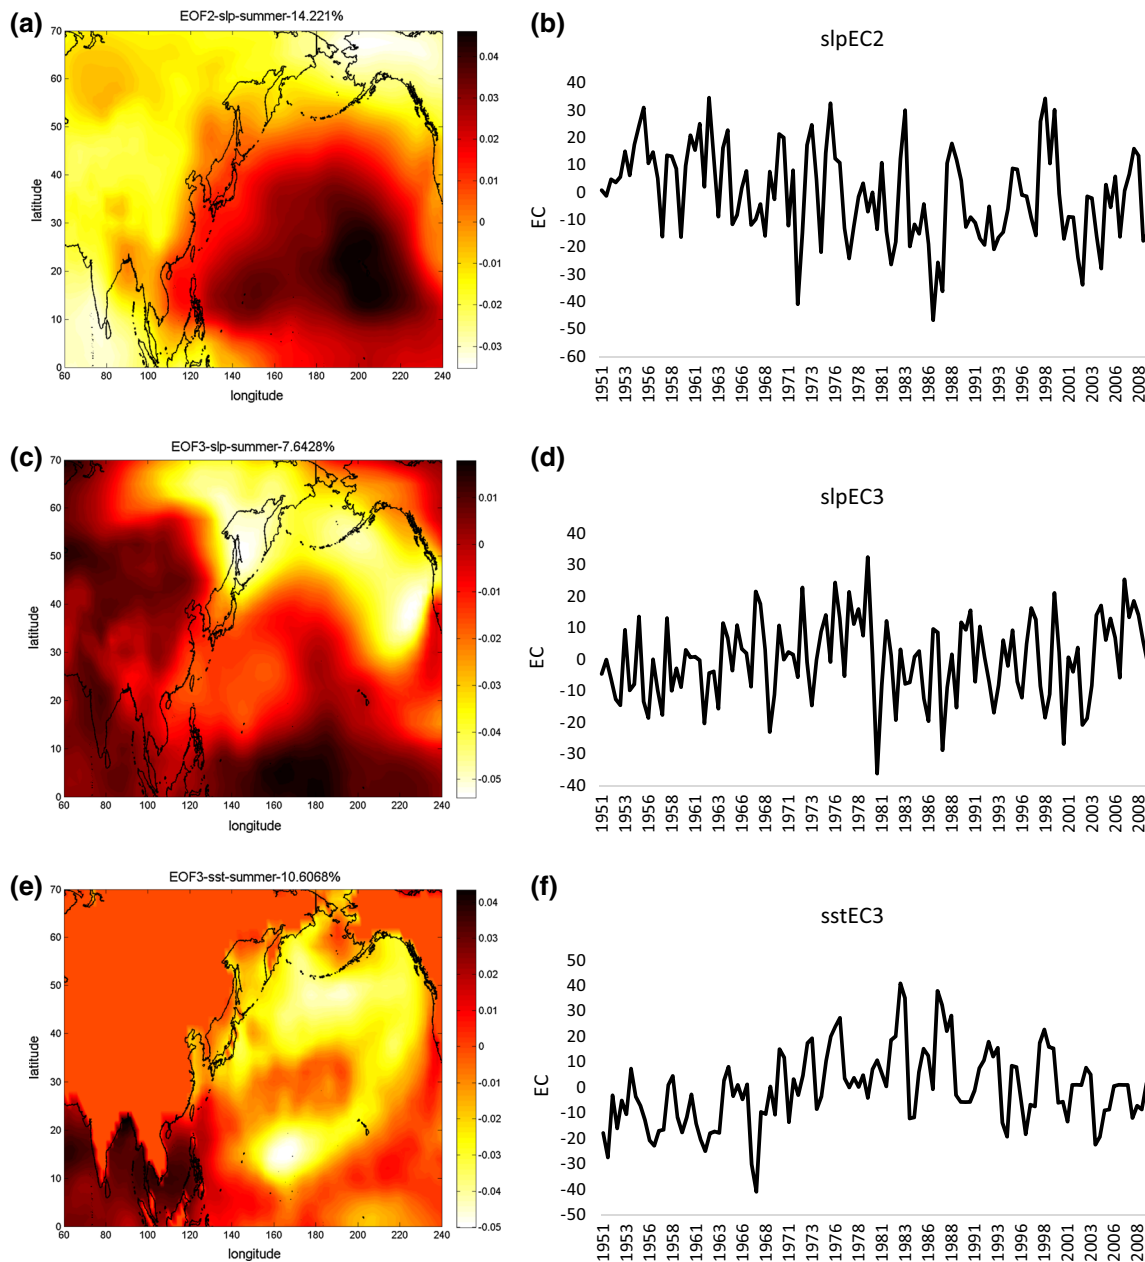 (a)
EOF2-slp-summer-14.221%
70
60
50
40
30
20
10
0
latitude
60 80 100 120 140 160 180 200 220 240
longitude
0.04
0.03
0.02
0.01
0
-0.01
-0.02
-0.03
(b)
slpEC2
40
30
20
10
0
-10
-20
-30
-40
-50
-60
EC
1951 1953 1956 1958 1961 1963 1966 1968 1971 1973 1976 1978 1981 1983 1986 1988 1991 1993 1996 1998 2001 2003 2006 2008
(c)
EOF3-slp-summer-7.6428%
70
60
50
40
30
20
10
0
latitude
60 80 100 120 140 160 180 200 220 240
longitude
0.01
0
-0.01
-0.02
-0.03
-0.04
-0.05
(d)
slpEC3
40
30
20
10
0
-10
-20
-30
-40
EC
1951 1953 1956 1958 1961 1963 1966 1968 1971 1973 1976 1978 1981 1983 1986 1988 1991 1993 1996 1998 2001 2003 2006 2008
(e)
EOF3-sst-summer-10.6068%
70
60
50
40
30
20
10
0
latitude
60 80 100 120 140 160 180 200 220 240
longitude
0.04
0.03
0.02
0.01
0
-0.01
-0.02
-0.03
-0.04
-0.05
(f)
sstEC3
50
40
30
20
10
0
-10
-20
-30
-40
-50
EC
1951 1953 1956 1958 1961 1963 1966 1968 1971 1973 1976 1978 1981 1983 1986 1988 1991 1993 1996 1998 2001 2003 2006 2008